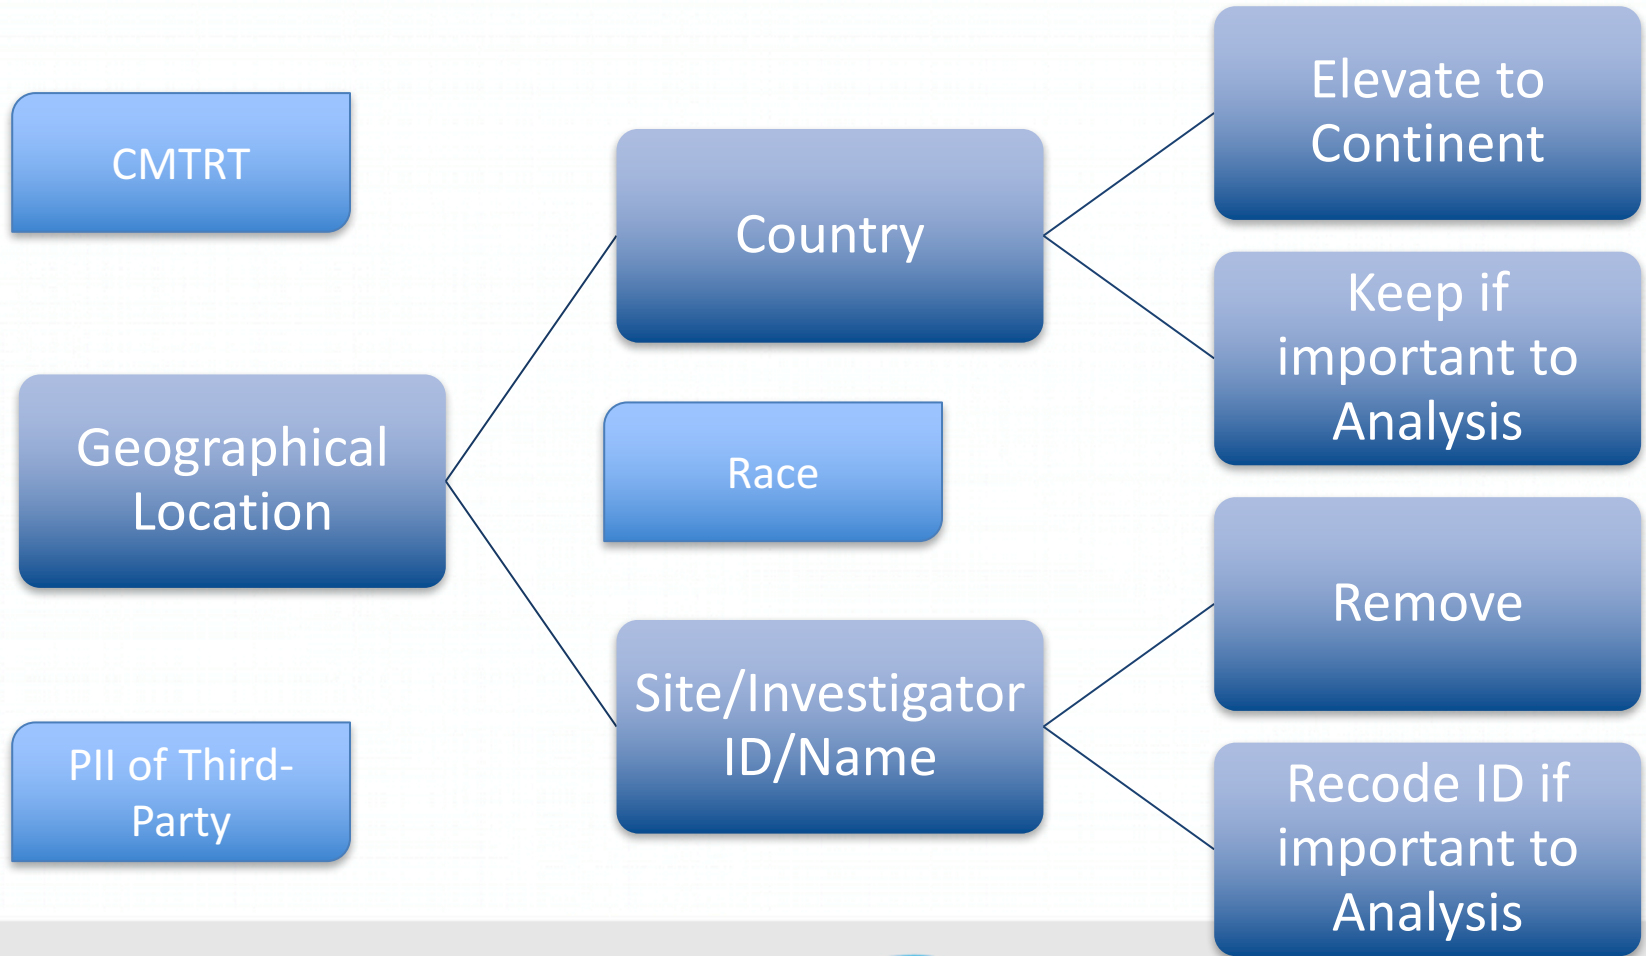 CMTRT
Geographical
Location
PII of Third-
Party
Country
Race
Site/Investigator
ID/Name
Elevate to
Continent
Keep if
important to
Analysis
Remove
Recode ID if
important to
Analysis